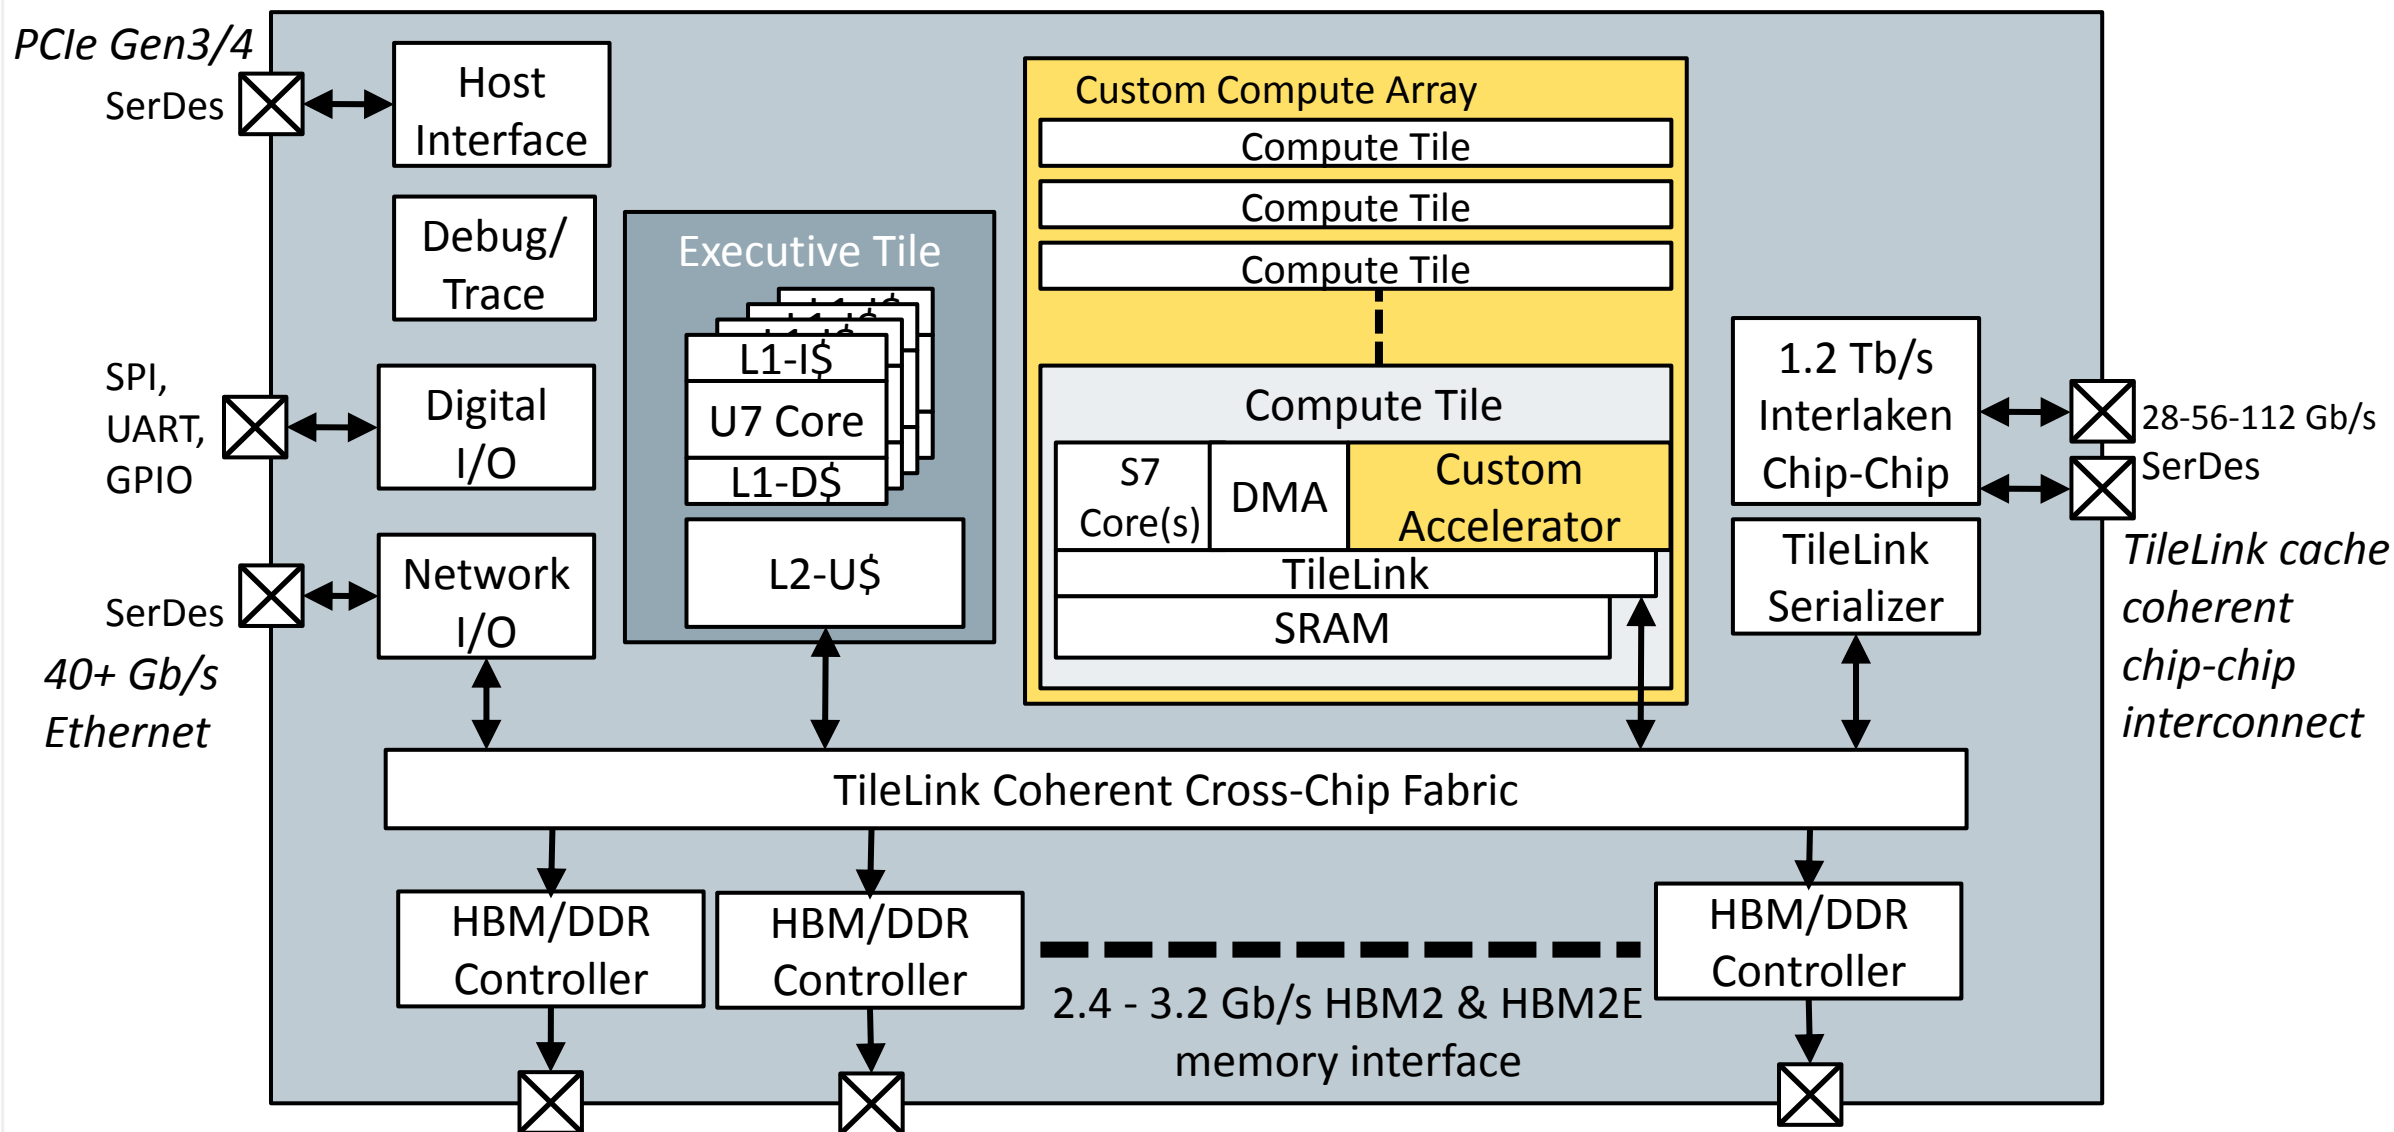 PCIe Gen3/4
SerDes
Host
Interface
Debug/
Trace
SPI,
UART,
GPIO
Digital
I/O
SerDes
40+ Gb/s
Ethernet
Network
I/O
Executive Tile
L1-I$
L1-I$
L1-I$
L1-I$
U7 Core
L1-D$
L2-U$
Custom Compute Array
Compute Tile
Compute Tile
Compute Tile
Compute Tile
S7
Core(s)
DMA
Custom
Accelerator
TileLink
SRAM
1.2 Tb/s
Interlaken
Chip-Chip
TileLink
Serializer
28-56-112 Gb/s
SerDes
TileLink cache
coherent
chip-chip
interconnect
TileLink Coherent Cross-Chip Fabric
HBM/DDR
Controller
HBM/DDR
Controller
2.4 - 3.2 Gb/s HBM2 & HBM2E
memory interface
HBM/DDR
Controller